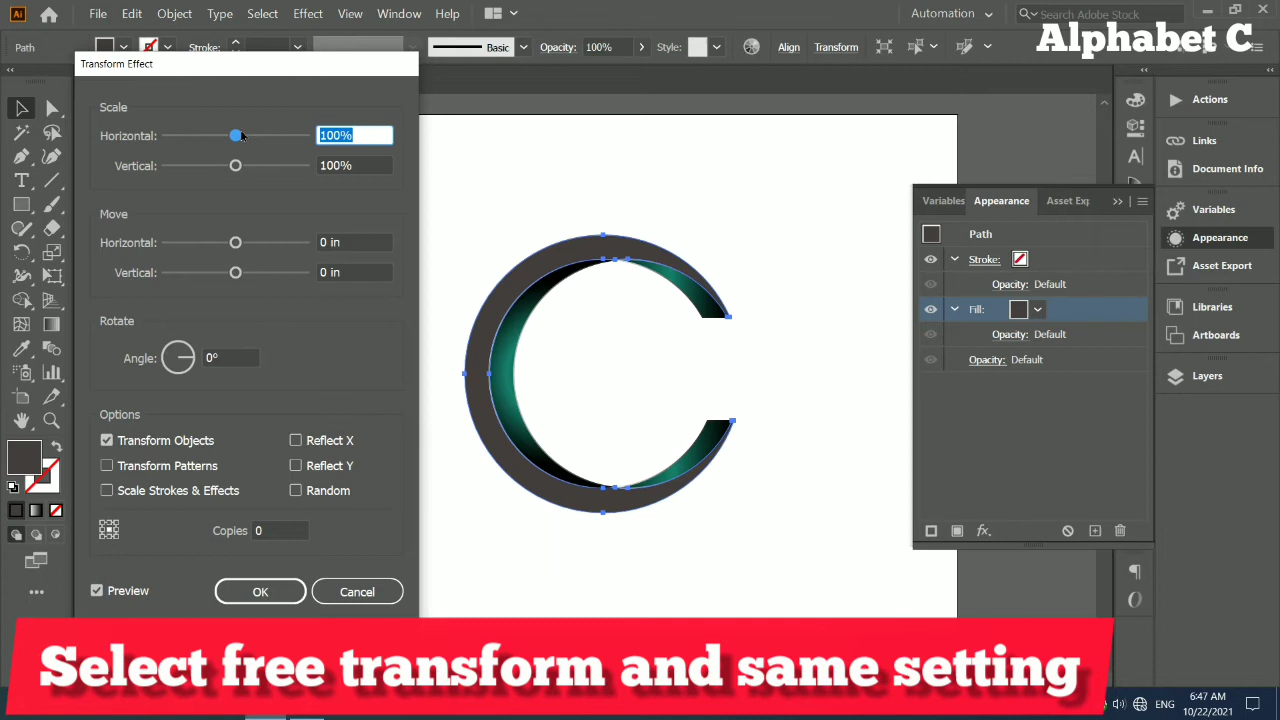 Ai File Edit Object Type Select Effect View Window Help Automation Search Adobe Stock
Alphabet C
Path Stroke: Basic Opacity: 100% Style: Align Transform
Transform Effect
Scale
Horizontal: 100%
Vertical: 100%
Move
Horizontal: 0 in
Vertical: 0 in
Rotate
Angle: 0°
Options
Transform Objects Reflect X
Transform Patterns Reflect Y
Scale Strokes & Effects Random
Copies 0
Preview OK Cancel
Variables Appearance Asset Exp
Path
Stroke:
Opacity: Default
Fill:
Opacity: Default
Opacity: Default
fx
Actions
Links
Document Info
Variables
Appearance
Asset Export
Libraries
Artboards
Layers
Select free transform and same setting
ENG
6:47 AM
10/22/2021